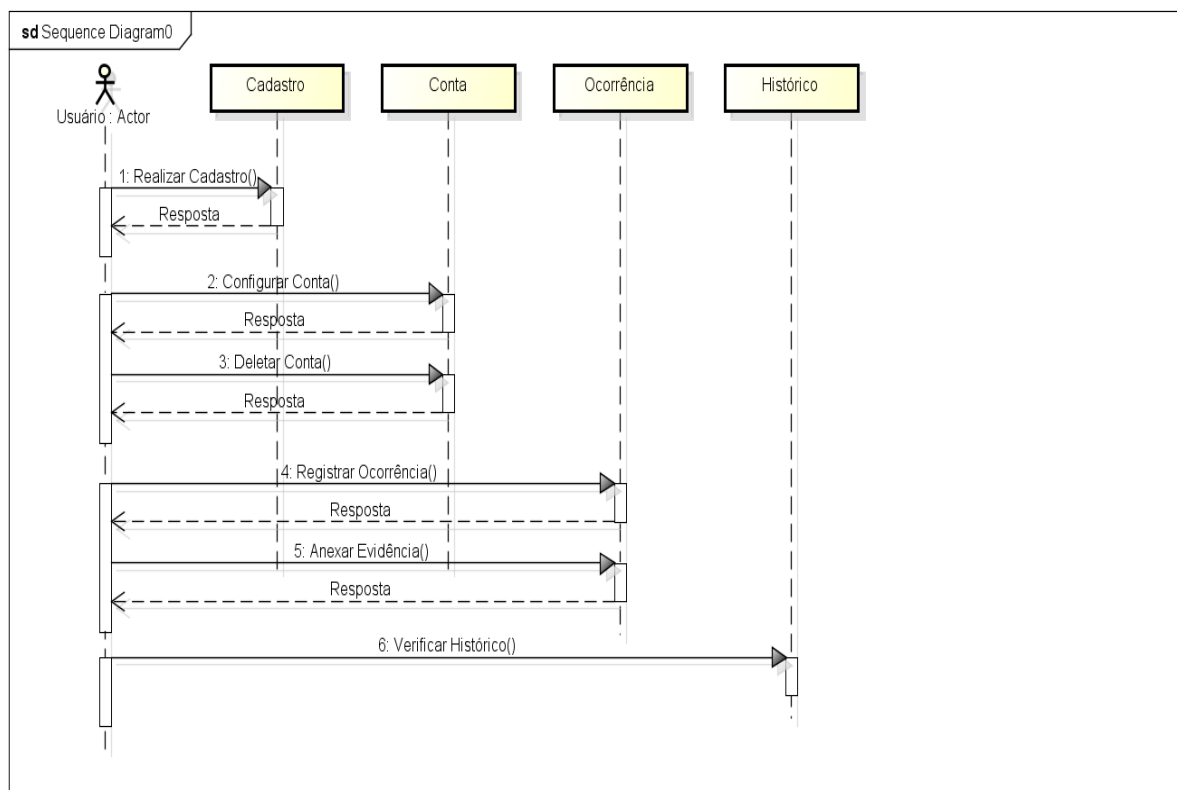 sd Sequence Diagram0
Usuário : Actor
Cadastro
Conta
Ocorrência
Histórico
1: Realizar Cadastro()
Resposta
2: Configurar Conta()
Resposta
3: Deletar Conta()
Resposta
4: Registrar Ocorrência()
Resposta
5: Anexar Evidência()
Resposta
6: Verificar Histórico()